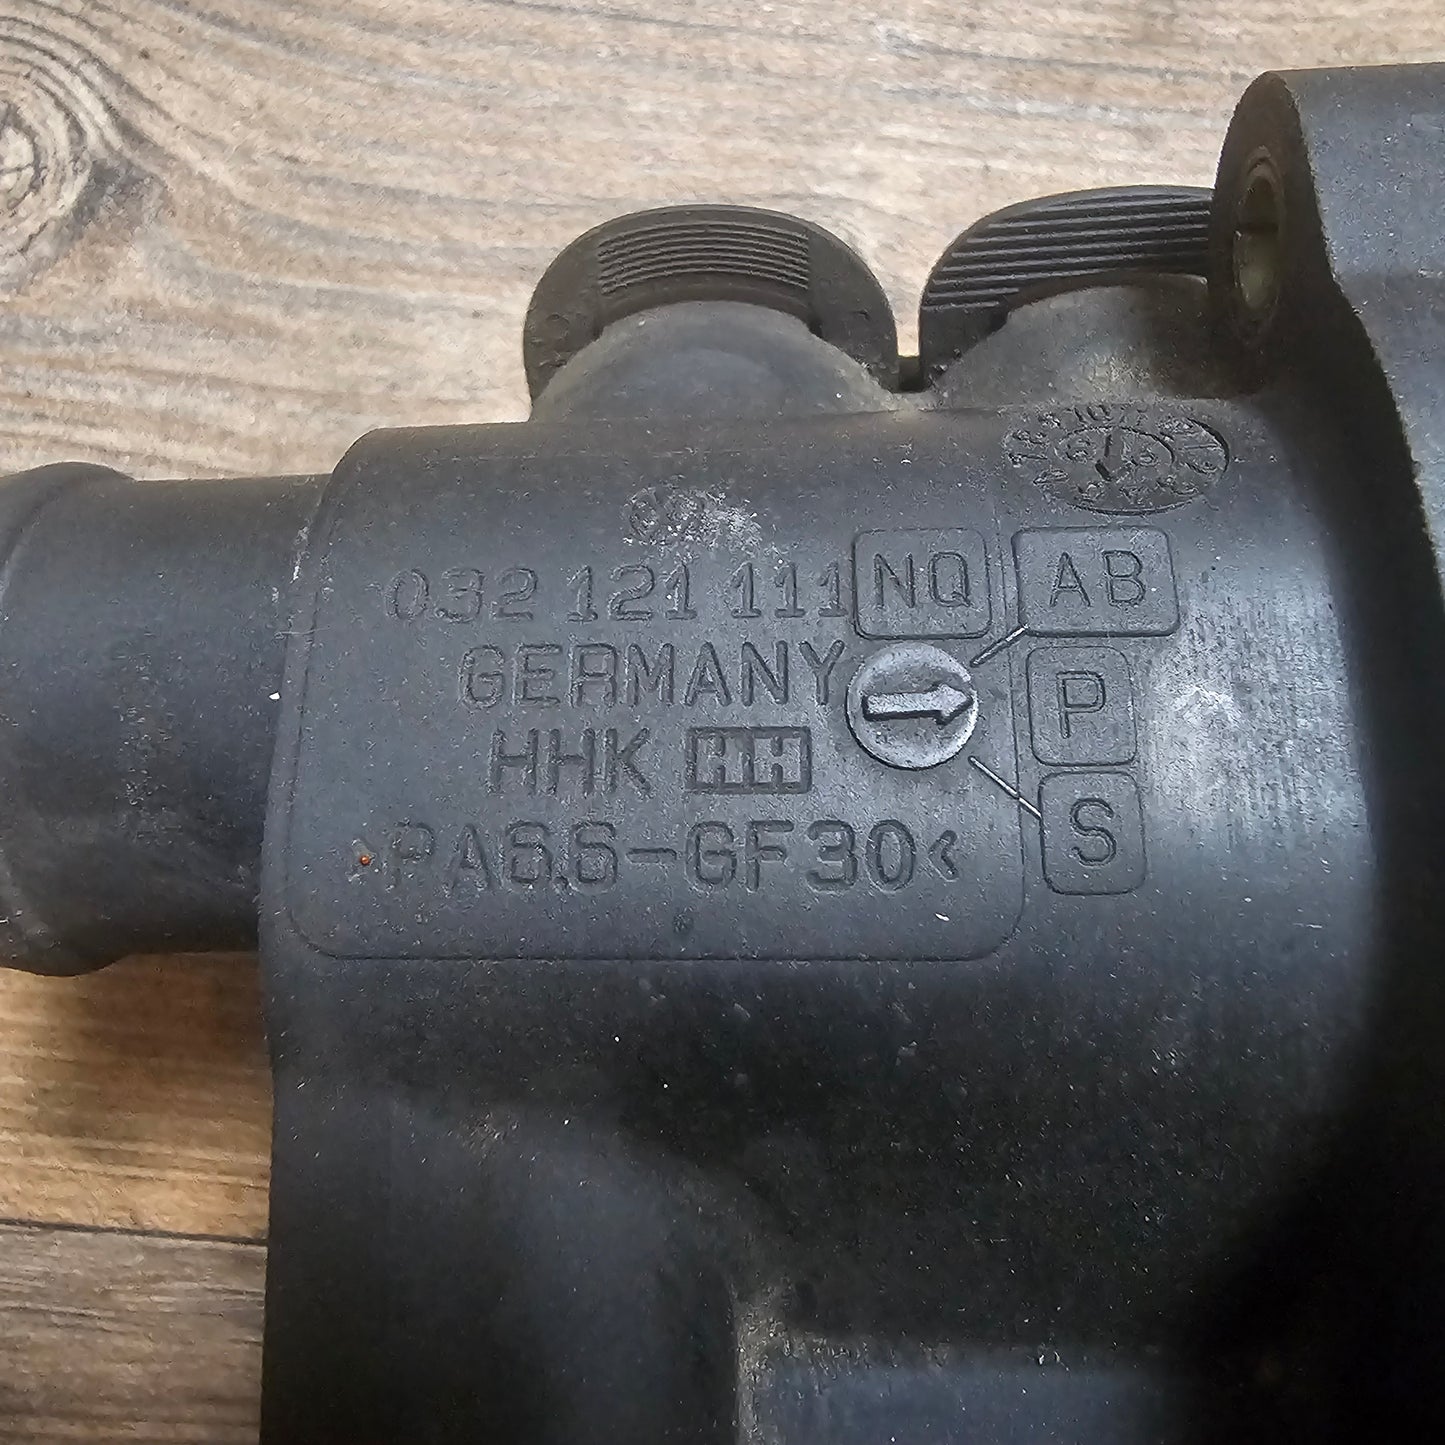 032 121 111 NQ AB
GERMANY P
HHK HH S
>PA6.6-GF30<